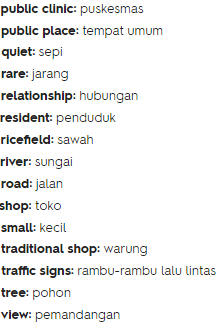 public clinic: puskesmas
public place: tempat umum
quiet: sepi
rare: jarang
relationship: hubungan
resident: penduduk
ricefield: sawah
river: sungai
road: jalan
shop: toko
small: kecil
traditional shop: warung
traffic signs: rambu-rambu lalu lintas
tree: pohon
view: pemandangan